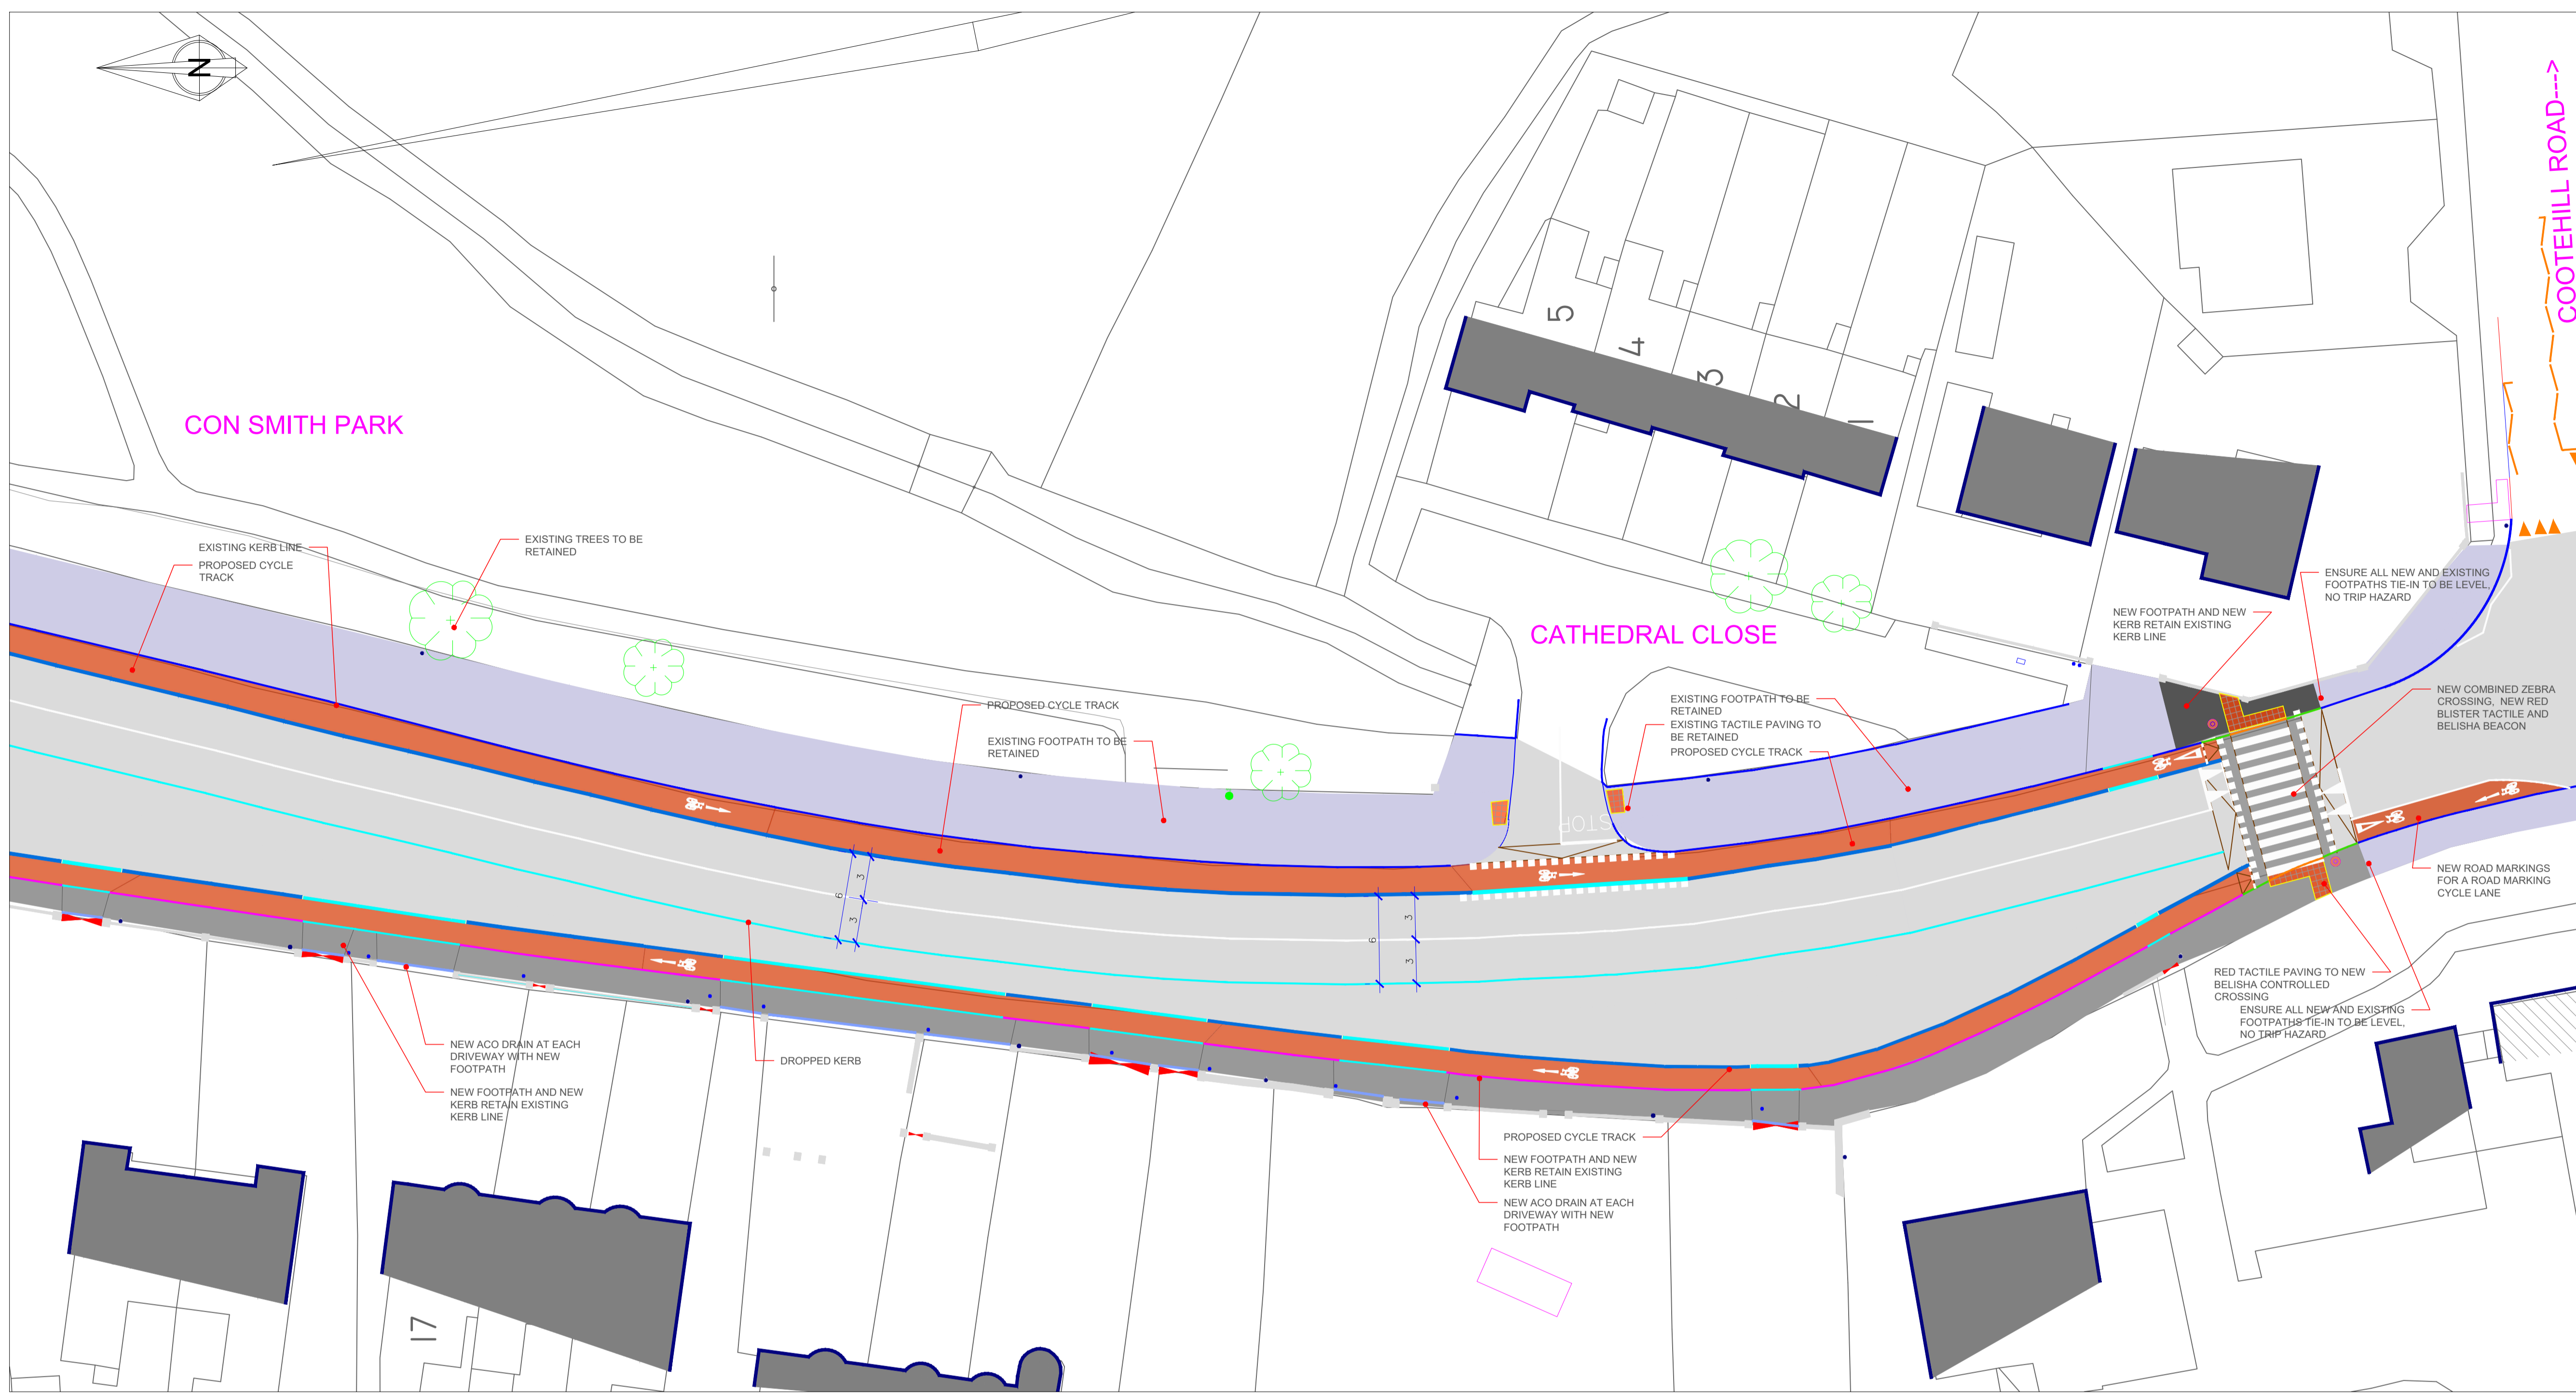 N
COOTEHILL ROAD--->
CON SMITH PARK
5
4
3
2
1
EXISTING KERB LINE
PROPOSED CYCLE
TRACK
EXISTING TREES TO BE
RETAINED
CATHEDRAL CLOSE
ENSURE ALL NEW AND EXISTING
FOOTPATHS TIE-IN TO BE LEVEL,
NO TRIP HAZARD
NEW FOOTPATH AND NEW
KERB RETAIN EXISTING
KERB LINE
PROPOSED CYCLE TRACK
EXISTING FOOTPATH TO BE
RETAINED
EXISTING FOOTPATH TO BE
RETAINED
EXISTING TACTILE PAVING TO
BE RETAINED
PROPOSED CYCLE TRACK
NEW COMBINED ZEBRA
CROSSING, NEW RED
BLISTER TACTILE AND
BELISHA BEACON
STOP
6
3
3
6
3
3
NEW ROAD MARKINGS
FOR A ROAD MARKING
CYCLE LANE
RED TACTILE PAVING TO NEW
BELISHA CONTROLLED
CROSSING
ENSURE ALL NEW AND EXISTING
FOOTPATHS TIE-IN TO BE LEVEL,
NO TRIP HAZARD
NEW ACO DRAIN AT EACH
DRIVEWAY WITH NEW
FOOTPATH
NEW FOOTPATH AND NEW
KERB RETAIN EXISTING
KERB LINE
DROPPED KERB
PROPOSED CYCLE TRACK
NEW FOOTPATH AND NEW
KERB RETAIN EXISTING
KERB LINE
NEW ACO DRAIN AT EACH
DRIVEWAY WITH NEW
FOOTPATH
17